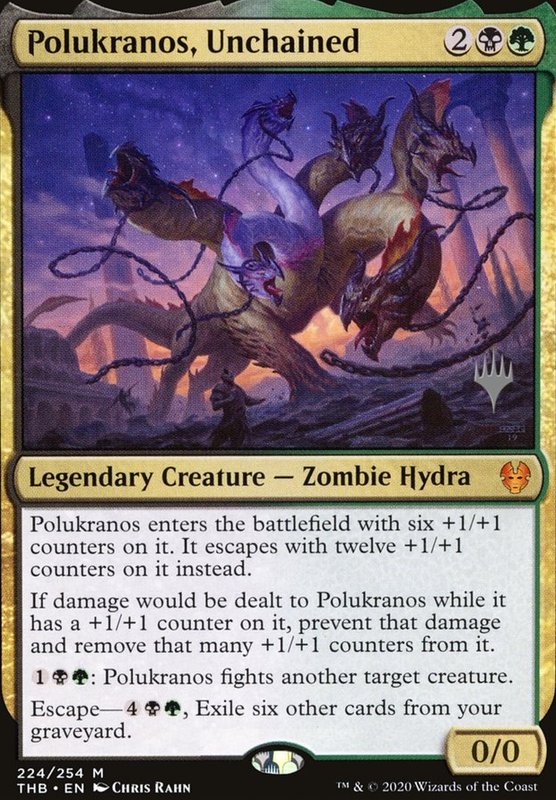 Polukranos, Unchained 2
Legendary Creature — Zombie Hydra
Polukranos enters the battlefield with six +1/+1
counters on it. It escapes with twelve +1/+1
counters on it instead.
If damage would be dealt to Polukranos while it
has a +1/+1 counter on it, prevent that damage
and remove that many +1/+1 counters from it.
1: Polukranos fights another target creature.
Escape—4, Exile six other cards from your
graveyard.
0/0
224/254 M
THB • EN Chris Rahn
™ & © 2020 Wizards of the Coast